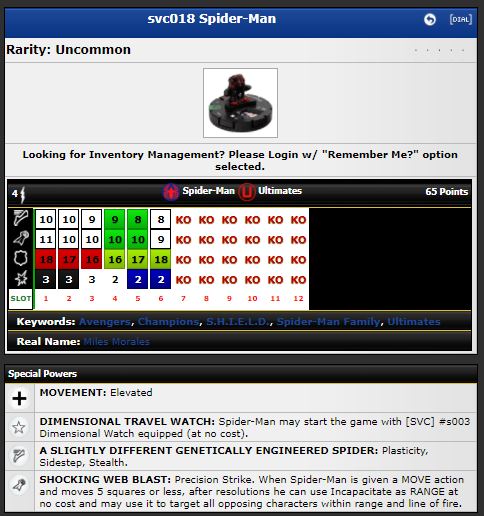 svc018 Spider-Man [DIAL]
Rarity: Uncommon
Looking for Inventory Management? Please Login w/ "Remember Me?" option
selected.
4 Spider-Man Ultimates 65 Points
10 10 9 9 8 8 KO KO KO KO KO KO
11 10 10 10 10 9 KO KO KO KO KO KO
18 17 16 16 17 18 KO KO KO KO KO KO
3 3 3 2 2 2 KO KO KO KO KO KO
SLOT 1 2 3 4 5 6 7 8 9 10 11 12
Keywords: Avengers, Champions, S.H.I.E.L.D., Spider-Man Family, Ultimates
Real Name: Miles Morales
Special Powers
MOVEMENT: Elevated
DIMENSIONAL TRAVEL WATCH: Spider-Man may start the game with [SVC] #s003
Dimensional Watch equipped (at no cost).
A SLIGHTLY DIFFERENT GENETICALLY ENGINEERED SPIDER: Plasticity,
Sidestep, Stealth.
SHOCKING WEB BLAST: Precision Strike. When Spider-Man is given a MOVE action
and moves 5 squares or less, after resolutions he can use Incapacitate as RANGE at
no cost and may use it to target all opposing characters within range and line of fire.